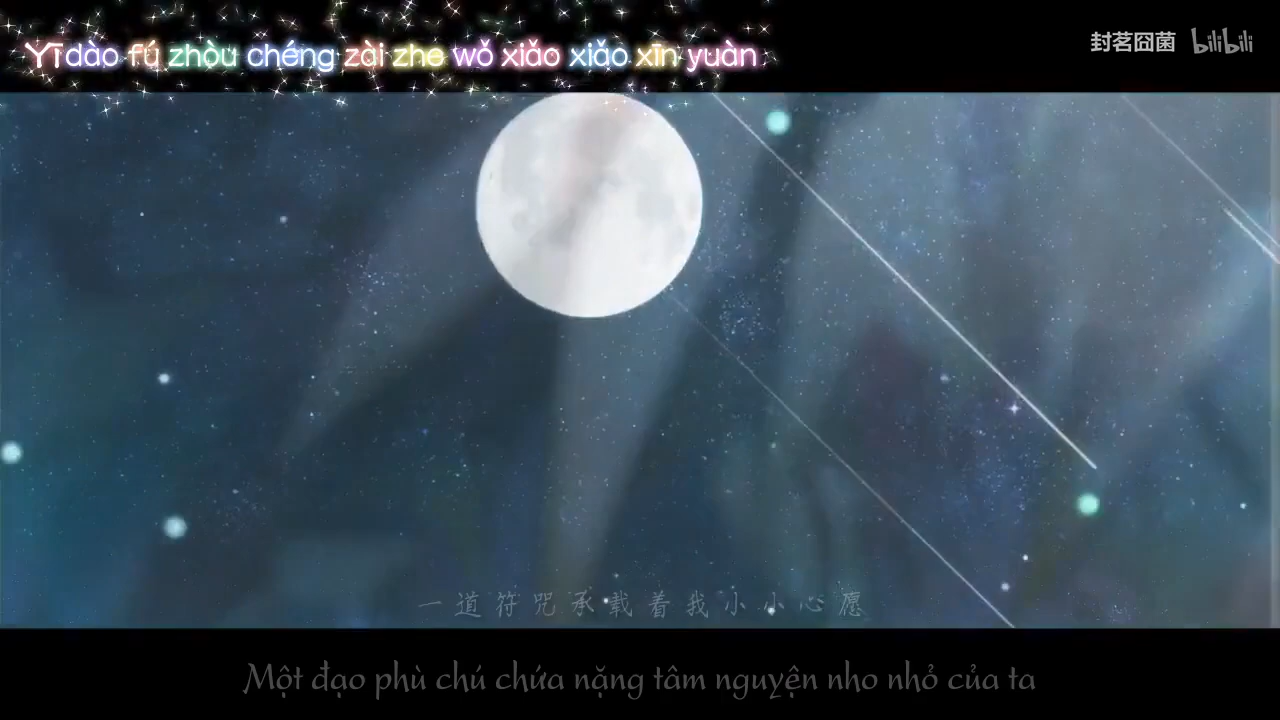 Yī dào fú zhòu chéng zài zhe wǒ xiǎo xiǎo xīn yuàn
封茗囧菌 bilibili
一道符咒承载着我小小心愿
Một đạo phù chú chứa nặng tâm nguyện nho nhỏ của ta